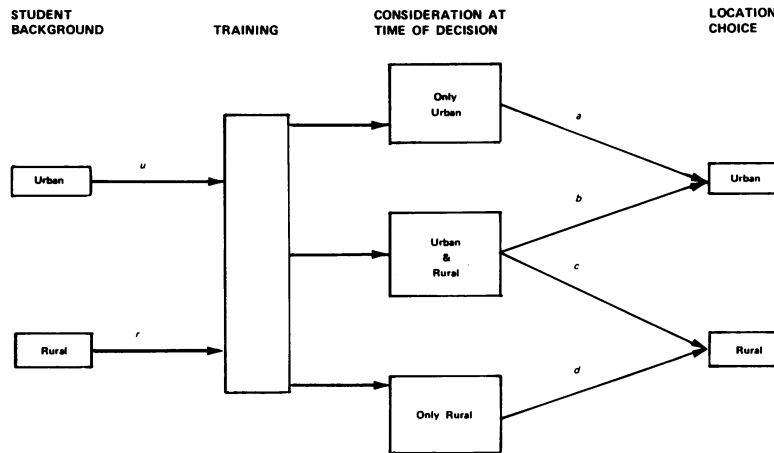 STUDENT
BACKGROUND
TRAINING
CONSIDERATION AT
TIME OF DECISION
LOCATION
CHOICE
Only
Urban
a
Urban
u
Urban
b
Urban
&
Rural
c
Rural
r
Rural
d
Only Rural